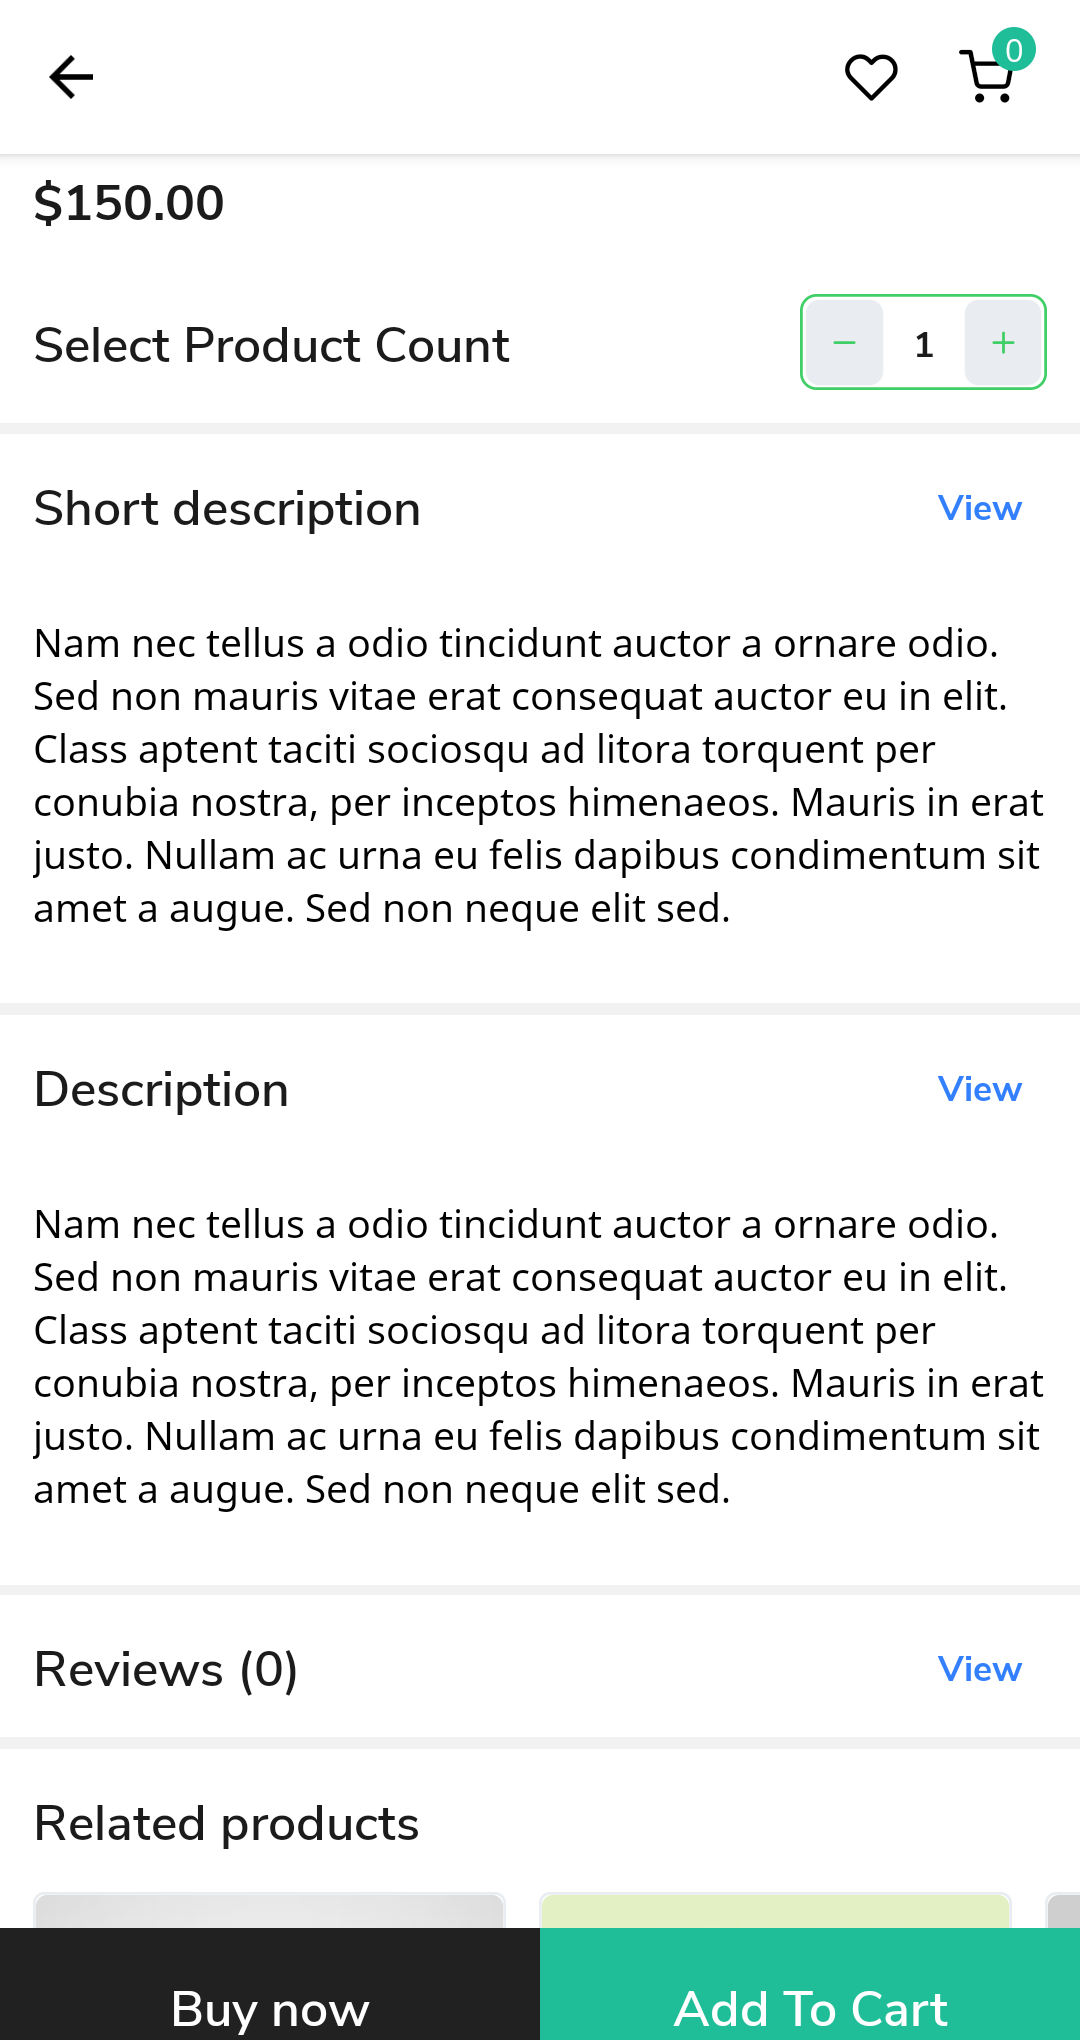 0
$150.00
Select Product Count
− 1 +
Short description
View
Nam nec tellus a odio tincidunt auctor a ornare odio.
Sed non mauris vitae erat consequat auctor eu in elit.
Class aptent taciti sociosqu ad litora torquent per
conubia nostra, per inceptos himenaeos. Mauris in erat
justo. Nullam ac urna eu felis dapibus condimentum sit
amet a augue. Sed non neque elit sed.
Description
View
Nam nec tellus a odio tincidunt auctor a ornare odio.
Sed non mauris vitae erat consequat auctor eu in elit.
Class aptent taciti sociosqu ad litora torquent per
conubia nostra, per inceptos himenaeos. Mauris in erat
justo. Nullam ac urna eu felis dapibus condimentum sit
amet a augue. Sed non neque elit sed.
Reviews (0)
View
Related products
Buy now
Add To Cart